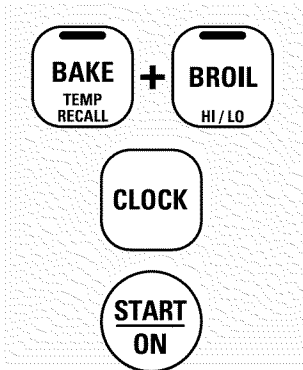 BAKE + BROIL
TEMP
RECALL HI / LO
CLOCK
START
ON